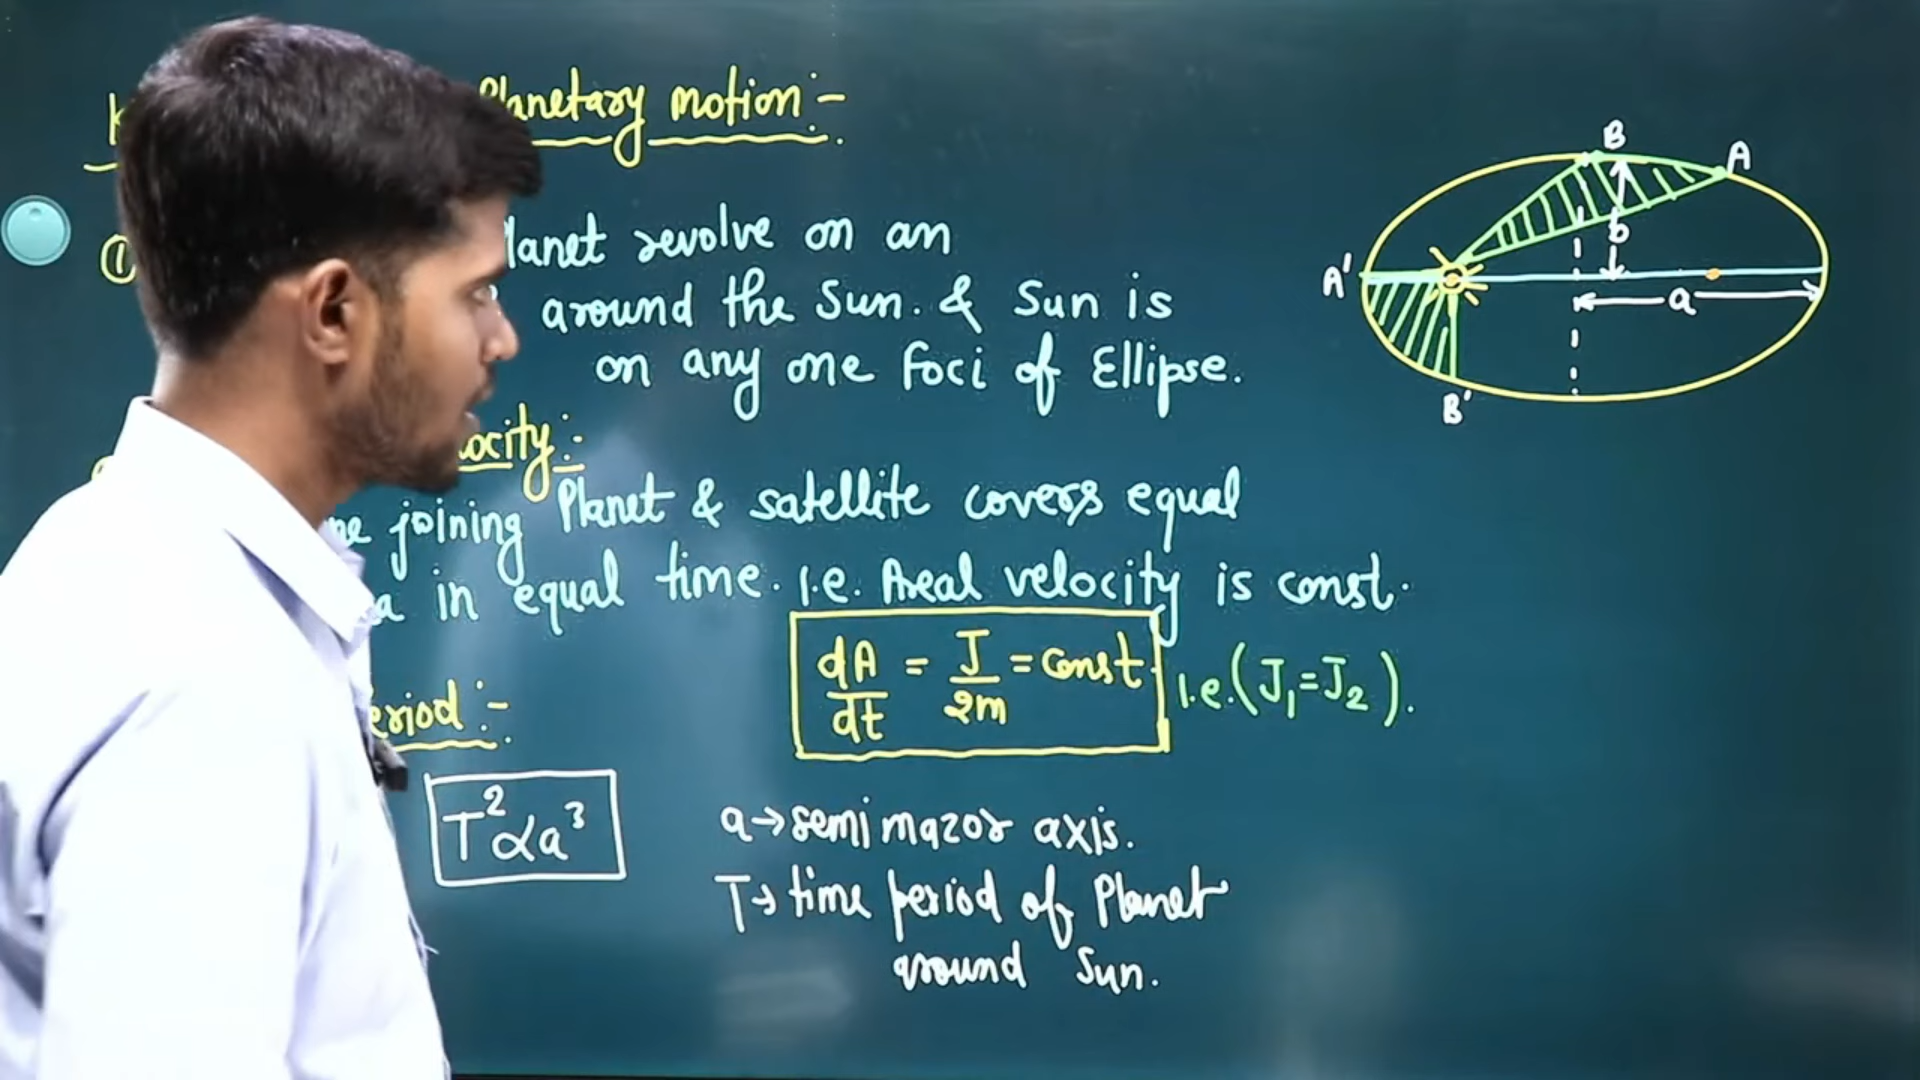 Planetary motion :-
① Planet revolve on an
around the Sun. & Sun is
on any one Foci of Ellipse.
ocity :-
ne joining Planet & satellite covers equal
a in equal time. i.e. Areal velocity is const.
dA/dt = J/2m = const. i.e. (J₁=J₂).
eriod :-
T² ∝ a³
a→semi mazor axis.
T→ time period of Planet
around Sun.
B
A
b
A'
a
B'